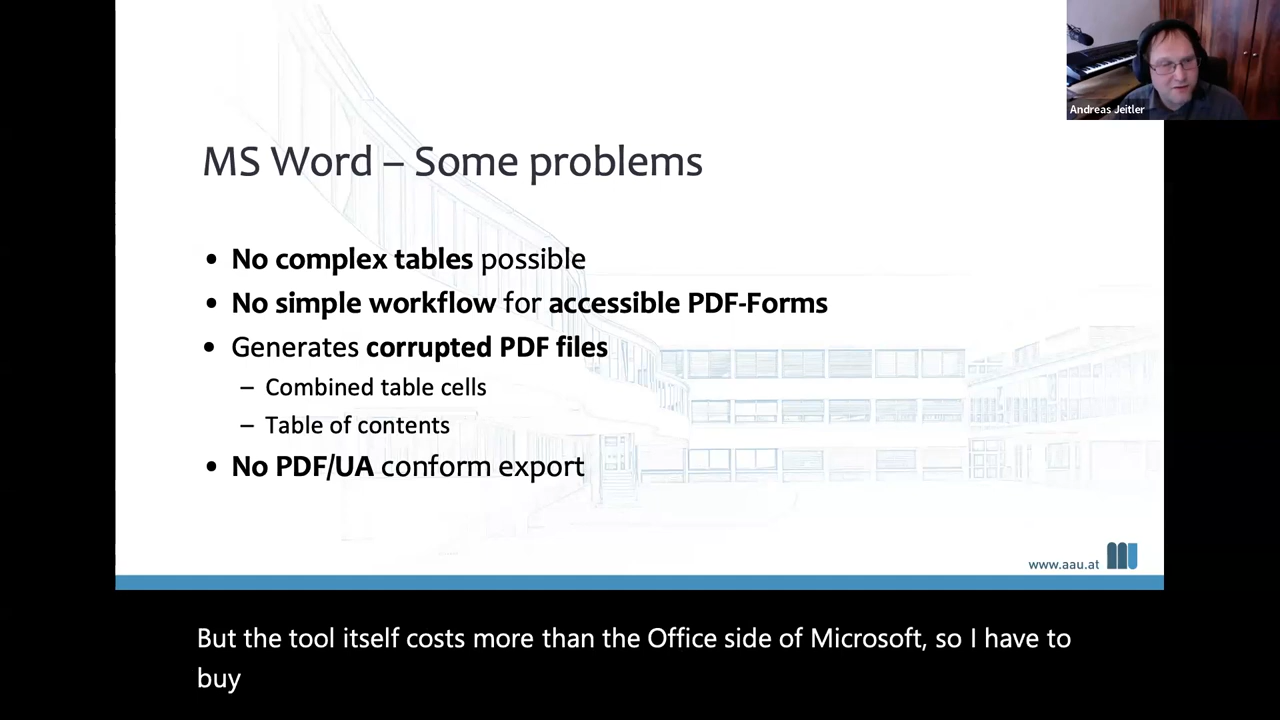 Andreas Jeitler
MS Word – Some problems
• No complex tables possible
• No simple workflow for accessible PDF-Forms
• Generates corrupted PDF files
– Combined table cells
– Table of contents
• No PDF/UA conform export
www.aau.at
But the tool itself costs more than the Office side of Microsoft, so I have to
buy